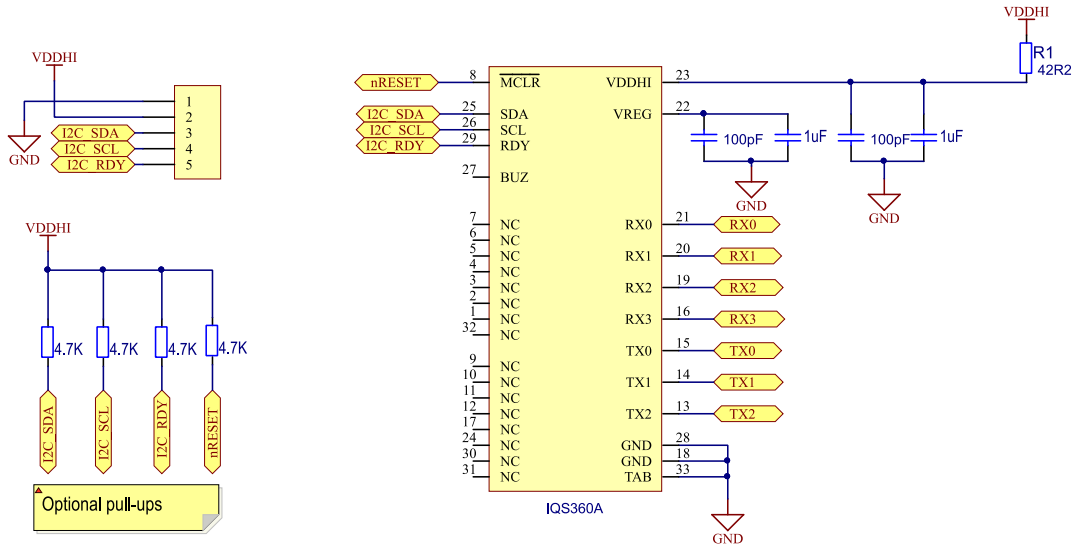 VDDHI
1
2
I2C_SDA 3
I2C_SCL 4
I2C_RDY 5
GND
VDDHI
4.7K 4.7K 4.7K 4.7K
I2C_SDA I2C_SCL I2C_RDY nRESET
Optional pull-ups
nRESET 8 MCLR
I2C_SDA 25 SDA
I2C_SCL 26 SCL
I2C_RDY 29 RDY
27 BUZ
7 NC
6 NC
5 NC
4 NC
3 NC
2 NC
1 NC
32 NC
9 NC
10 NC
11 NC
12 NC
17 NC
24 NC
30 NC
31 NC
VDDHI 23
VREG 22
RX0 21 RX0
RX1 20 RX1
RX2 19 RX2
RX3 16 RX3
TX0 15 TX0
TX1 14 TX1
TX2 13 TX2
GND 28
GND 18
TAB 33
IQS360A
GND
100pF 1uF
GND
100pF 1uF
GND
VDDHI
R1
42R2